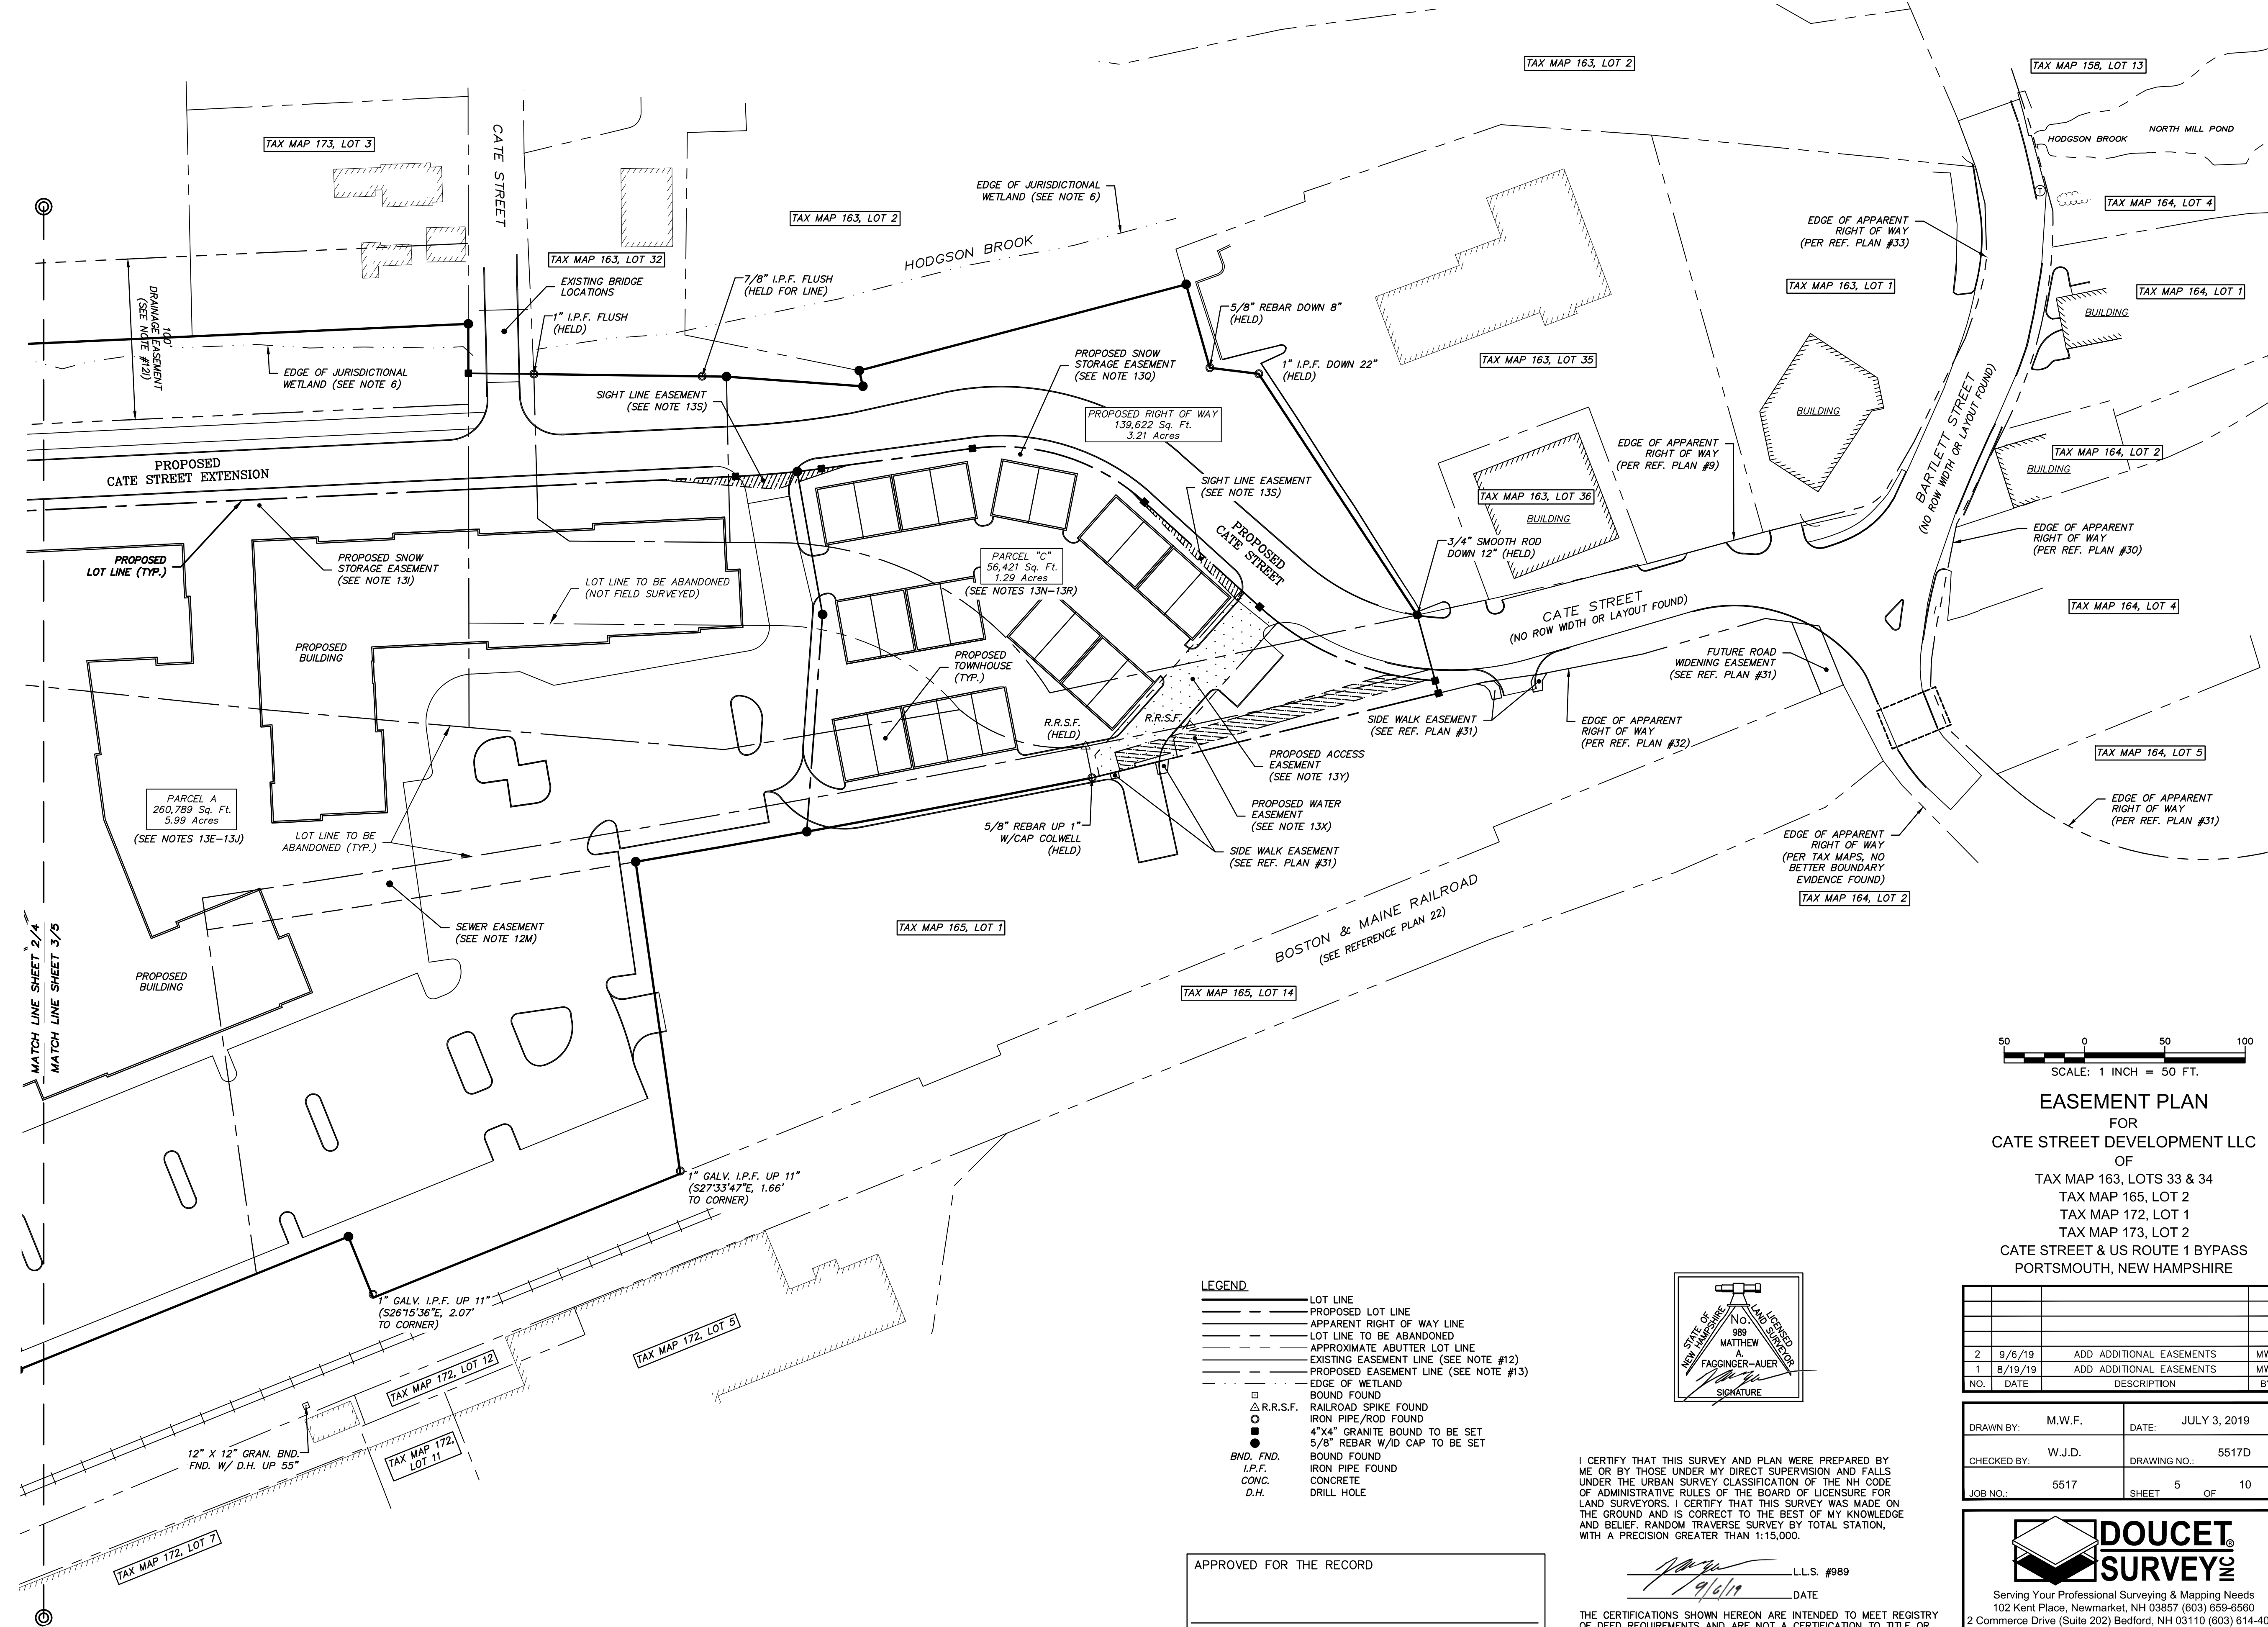 TAX MAP 163, LOT 2
TAX MAP 158, LOT 13
HODGSON BROOK
NORTH MILL POND
TAX MAP 173, LOT 3
CATE STREET
EDGE OF JURISDICTIONAL
WETLAND (SEE NOTE 6)
TAX MAP 163, LOT 2
HODGSON BROOK
T
TAX MAP 164, LOT 4
EDGE OF APPARENT
RIGHT OF WAY
(PER REF. PLAN #33)
TAX MAP 163, LOT 32
EXISTING BRIDGE
LOCATIONS
7/8" I.P.F. FLUSH
(HELD FOR LINE)
1" I.P.F. FLUSH
(HELD)
TAX MAP 163, LOT 1
TAX MAP 164, LOT 1
BUILDING
100'
DRAINAGE EASEMENT
(SEE NOTE #12I)
5/8" REBAR DOWN 8"
(HELD)
EDGE OF JURISDICTIONAL
WETLAND (SEE NOTE 6)
PROPOSED SNOW
STORAGE EASEMENT
(SEE NOTE 13Q)
1" I.P.F. DOWN 22"
(HELD)
TAX MAP 163, LOT 35
SIGHT LINE EASEMENT
(SEE NOTE 13S)
PROPOSED RIGHT OF WAY
139,622 Sq. Ft.
3.21 Acres
BUILDING
BARTLETT STREET
(NO ROW WIDTH OR LAYOUT FOUND)
EDGE OF APPARENT
RIGHT OF WAY
(PER REF. PLAN #9)
TAX MAP 164, LOT 2
BUILDING
PROPOSED
CATE STREET EXTENSION
SIGHT LINE EASEMENT
(SEE NOTE 13S)
TAX MAP 163, LOT 36
BUILDING
EDGE OF APPARENT
RIGHT OF WAY
(PER REF. PLAN #30)
PROPOSED
CATE STREET
3/4" SMOOTH ROD
DOWN 12" (HELD)
PROPOSED
LOT LINE (TYP.)
PROPOSED SNOW
STORAGE EASEMENT
(SEE NOTE 13I)
LOT LINE TO BE ABANDONED
(NOT FIELD SURVEYED)
PARCEL "C"
56,421 Sq. Ft.
1.29 Acres
(SEE NOTES 13N-13R)
CATE STREET
(NO ROW WIDTH OR LAYOUT FOUND)
TAX MAP 164, LOT 4
PROPOSED
BUILDING
PROPOSED
TOWNHOUSE
(TYP.)
FUTURE ROAD
WIDENING EASEMENT
(SEE REF. PLAN #31)
R.R.S.F.
(HELD)
R.R.S.F.
SIDE WALK EASEMENT
(SEE REF. PLAN #31)
EDGE OF APPARENT
RIGHT OF WAY
(PER REF. PLAN #32)
TAX MAP 164, LOT 5
PROPOSED ACCESS
EASEMENT
(SEE NOTE 13Y)
PARCEL A
260,789 Sq. Ft.
5.99 Acres
(SEE NOTES 13E-13J)
LOT LINE TO BE
ABANDONED (TYP.)
PROPOSED WATER
EASEMENT
(SEE NOTE 13X)
5/8" REBAR UP 1"
W/CAP COLWELL
(HELD)
SIDE WALK EASEMENT
(SEE REF. PLAN #31)
EDGE OF APPARENT
RIGHT OF WAY
(PER REF. PLAN #31)
EDGE OF APPARENT
RIGHT OF WAY
(PER TAX MAPS, NO
BETTER BOUNDARY
EVIDENCE FOUND)
TAX MAP 164, LOT 2
MATCH LINE SHEET 2/4
MATCH LINE SHEET 3/5
SEWER EASEMENT
(SEE NOTE 12M)
TAX MAP 165, LOT 1
BOSTON & MAINE RAILROAD
(SEE REFERENCE PLAN 22)
PROPOSED
BUILDING
TAX MAP 165, LOT 14
1" GALV. I.P.F. UP 11"
(S27°33'47"E, 1.66'
TO CORNER)
1" GALV. I.P.F. UP 11"
(S26°15'36"E, 2.07'
TO CORNER)
TAX MAP 172, LOT 5
TAX MAP 172, LOT 12
12" X 12" GRAN. BND.
FND. W/ D.H. UP 55"
TAX MAP 172,
LOT 11
TAX MAP 172, LOT 7
LEGEND
LOT LINE
PROPOSED LOT LINE
APPARENT RIGHT OF WAY LINE
LOT LINE TO BE ABANDONED
APPROXIMATE ABUTTER LOT LINE
EXISTING EASEMENT LINE (SEE NOTE #12)
PROPOSED EASEMENT LINE (SEE NOTE #13)
EDGE OF WETLAND
BOUND FOUND
R.R.S.F. RAILROAD SPIKE FOUND
IRON PIPE/ROD FOUND
4"X4" GRANITE BOUND TO BE SET
5/8" REBAR W/ID CAP TO BE SET
BND. FND. BOUND FOUND
I.P.F. IRON PIPE FOUND
CONC. CONCRETE
D.H. DRILL HOLE
APPROVED FOR THE RECORD
STATE OF
NEW HAMPSHIRE
LICENSED
LAND SURVEYOR
No.
989
MATTHEW
A.
FAGGINGER-AUER
SIGNATURE
I CERTIFY THAT THIS SURVEY AND PLAN WERE PREPARED BY
ME OR BY THOSE UNDER MY DIRECT SUPERVISION AND FALLS
UNDER THE URBAN SURVEY CLASSIFICATION OF THE NH CODE
OF ADMINISTRATIVE RULES OF THE BOARD OF LICENSURE FOR
LAND SURVEYORS. I CERTIFY THAT THIS SURVEY WAS MADE ON
THE GROUND AND IS CORRECT TO THE BEST OF MY KNOWLEDGE
AND BELIEF. RANDOM TRAVERSE SURVEY BY TOTAL STATION,
WITH A PRECISION GREATER THAN 1:15,000.
L.L.S. #989
9/6/19 DATE
THE CERTIFICATIONS SHOWN HEREON ARE INTENDED TO MEET REGISTRY
OF DEED REQUIREMENTS AND ARE NOT A CERTIFICATION TO TITLE OR
50 0 50 100
SCALE: 1 INCH = 50 FT.
EASEMENT PLAN
FOR
CATE STREET DEVELOPMENT LLC
OF
TAX MAP 163, LOTS 33 & 34
TAX MAP 165, LOT 2
TAX MAP 172, LOT 1
TAX MAP 173, LOT 2
CATE STREET & US ROUTE 1 BYPASS
PORTSMOUTH, NEW HAMPSHIRE
2 9/6/19 ADD ADDITIONAL EASEMENTS
1 8/19/19 ADD ADDITIONAL EASEMENTS
NO. DATE DESCRIPTION
DRAWN BY: M.W.F. DATE: JULY 3, 2019
CHECKED BY: W.J.D. DRAWING NO.: 5517D
JOB NO.: 5517 SHEET 5 OF 10
DOUCET
SURVEY INC
Serving Your Professional Surveying & Mapping Needs
102 Kent Place, Newmarket, NH 03857 (603) 659-6560
2 Commerce Drive (Suite 202) Bedford, NH 03110 (603) 614-40